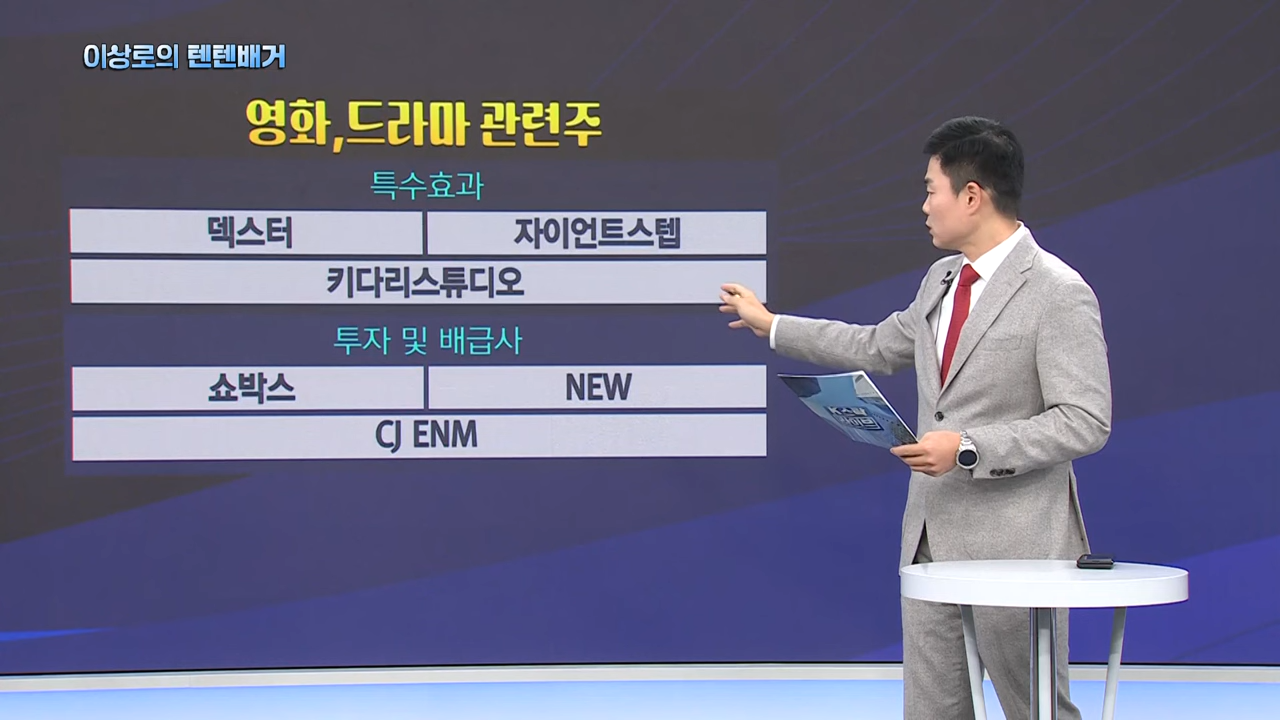 이상로의 텐텐배거
영화,드라마 관련주
특수효과
덱스터 자이언트스텝
키다리스튜디오
투자 및 배급사
쇼박스 NEW
CJ ENM